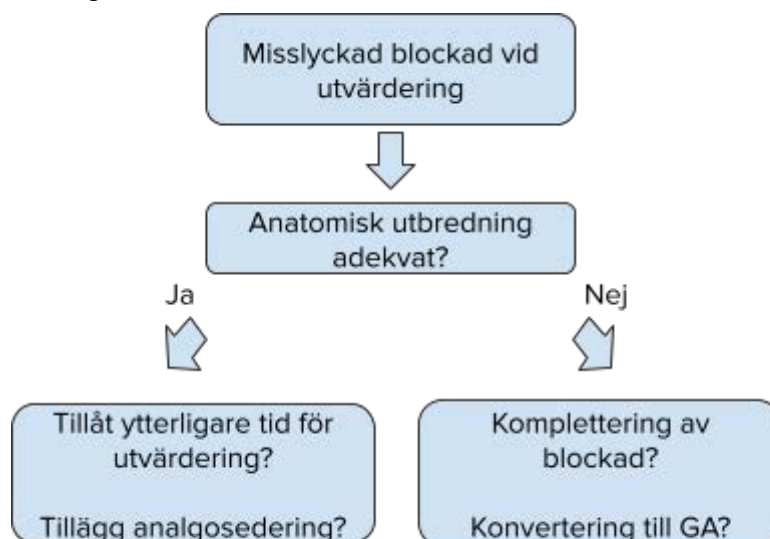 Misslyckad blockad vid
utvärdering
Anatomisk utbredning
adekvat?
Ja
Nej
Tillåt ytterligare tid för
utvärdering?
Tillägg analgosedering?
Komplettering av
blockad?
Konvertering till GA?